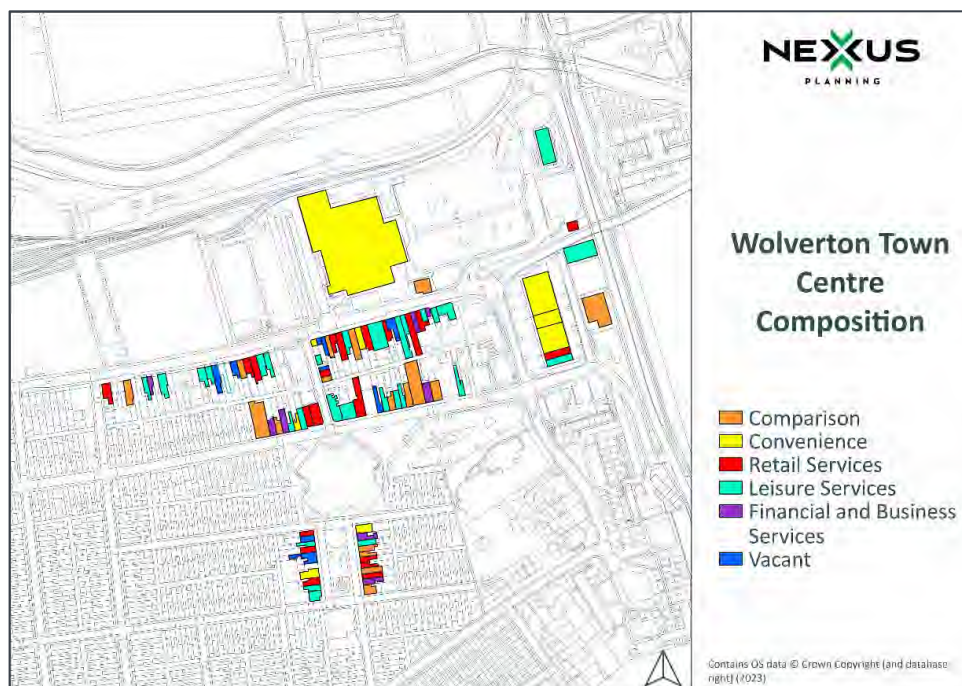 NEXUS
PLANNING
Wolverton Town
Centre
Composition
Comparison
Convenience
Retail Services
Leisure Services
Financial and Business
Services
Vacant
Contains OS data © Crown Copyright (and database
right) (2023)